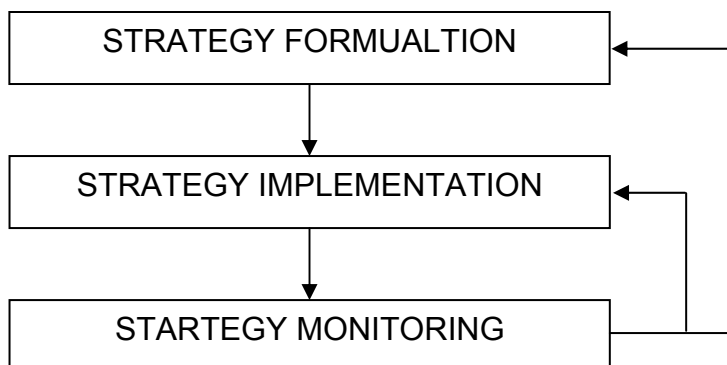 STRATEGY FORMUALTION
STRATEGY IMPLEMENTATION
STARTEGY MONITORING